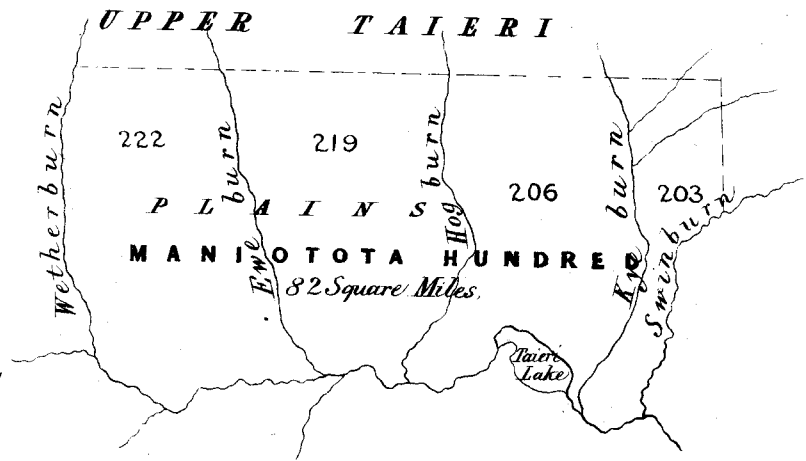 UPPER TAIERI
222
219
206
203
PLAINS
MANIOTOTA HUNDRED
82 Square Miles.
Wetherburn
Ewe burn
Hog burn
Kye burn
Swinburn
Taieri
Lake